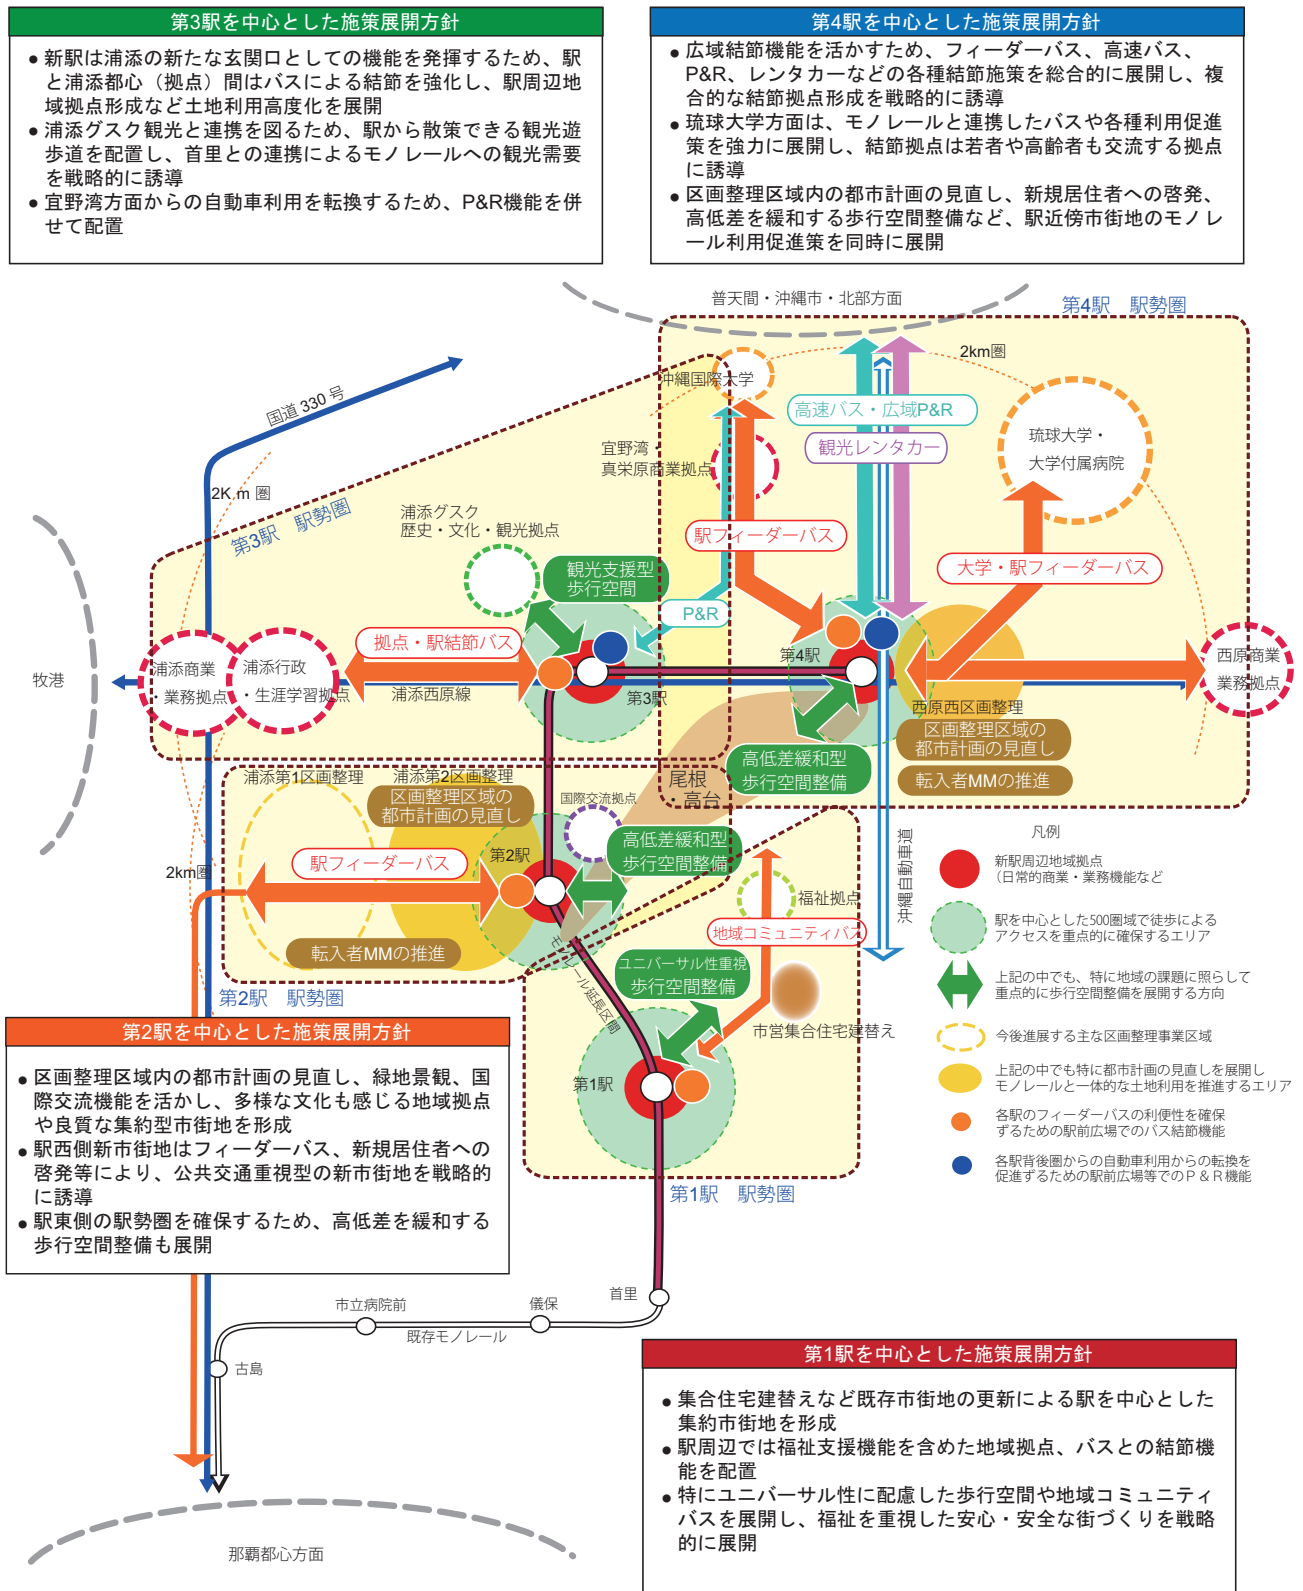 第3駅を中心とした施策展開方針
● 新駅は浦添の新たな玄関口としての機能を発揮するため、駅
と浦添都心（拠点）間はバスによる結節を強化し、駅周辺地
域拠点形成など土地利用高度化を展開
● 浦添グスク観光と連携を図るため、駅から散策できる観光遊
歩道を配置し、首里との連携によるモノレールへの観光需要
を戦略的に誘導
● 宜野湾方面からの自動車利用を転換するため、P&R機能を併
せて配置
第4駅を中心とした施策展開方針
● 広域結節機能を活かすため、フィーダーバス、高速バス、
P&R、レンタカーなどの各種結節施策を総合的に展開し、複
合的な結節拠点形成を戦略的に誘導
● 琉球大学方面は、モノレールと連携したバスや各種利用促進
策を強力に展開し、結節拠点は若者や高齢者も交流する拠点
に誘導
● 区画整理区域内の都市計画の見直し、新規居住者への啓発、
高低差を緩和する歩行空間整備など、駅近傍市街地のモノレ
ール利用促進策を同時に展開
普天間・沖縄市・北部方面
第4駅　駅勢圏
2km圏
沖縄国際大学
国道 330 号
高速バス・広域P&R
観光レンタカー
琉球大学・
大学付属病院
宜野湾・
真栄原商業拠点
2K m 圏
第3駅　駅勢圏
浦添グスク
歴史・文化・観光拠点
駅フィーダーバス
大学・駅フィーダーバス
観光支援型
歩行空間
P&R
拠点・駅結節バス
浦添商業
・業務拠点
浦添行政
・生涯学習拠点
浦添西原線
牧港
第3駅
第4駅
西原商業
業務拠点
西原西区画整理
区画整理区域の
都市計画の見直し
転入者MMの推進
高低差緩和型
歩行空間整備
尾根
・高台
浦添第1区画整理
浦添第2区画整理
区画整理区域の
都市計画の見直し
国際交流拠点
高低差緩和型
歩行空間整備
第2駅
駅フィーダーバス
2km圏
転入者MMの推進
第2駅　駅勢圏
モノレール延長区間
福祉拠点
地域コミュニティバス
ユニバーサル性重視
歩行空間整備
市営集合住宅建替え
第1駅
第1駅　駅勢圏
沖縄自動車道
凡例
新駅周辺地域拠点
（日常的商業・業務機能など
駅を中心とした500圏域で徒歩による
アクセスを重点的に確保するエリア
上記の中でも、特に地域の課題に照らして
重点的に歩行空間整備を展開する方向
今後進展する主な区画整理事業区域
上記の中でも特に都市計画の見直しを展開し
モノレールと一体的な土地利用を推進するエリア
各駅のフィーダーバスの利便性を確保
ずるための駅前広場でのバス結節機能
各駅背後圏からの自動車利用からの転換を
促進ずるための駅前広場等でのＰ＆Ｒ機能
第2駅を中心とした施策展開方針
● 区画整理区域内の都市計画の見直し、緑地景観、国
際交流機能を活かし、多様な文化も感じる地域拠点
や良質な集約型市街地を形成
● 駅西側新市街地はフィーダーバス、新規居住者への
啓発等により、公共交通重視型の新市街地を戦略的
に誘導
● 駅東側の駅勢圏を確保するため、高低差を緩和する
歩行空間整備も展開
首里
儀保
市立病院前
既存モノレール
古島
那覇都心方面
第1駅を中心とした施策展開方針
● 集合住宅建替えなど既存市街地の更新による駅を中心とした
集約市街地を形成
● 駅周辺では福祉支援機能を含めた地域拠点、バスとの結節機
能を配置
● 特にユニバーサル性に配慮した歩行空間や地域コミュニティ
バスを展開し、福祉を重視した安心・安全な街づくりを戦略
的に展開